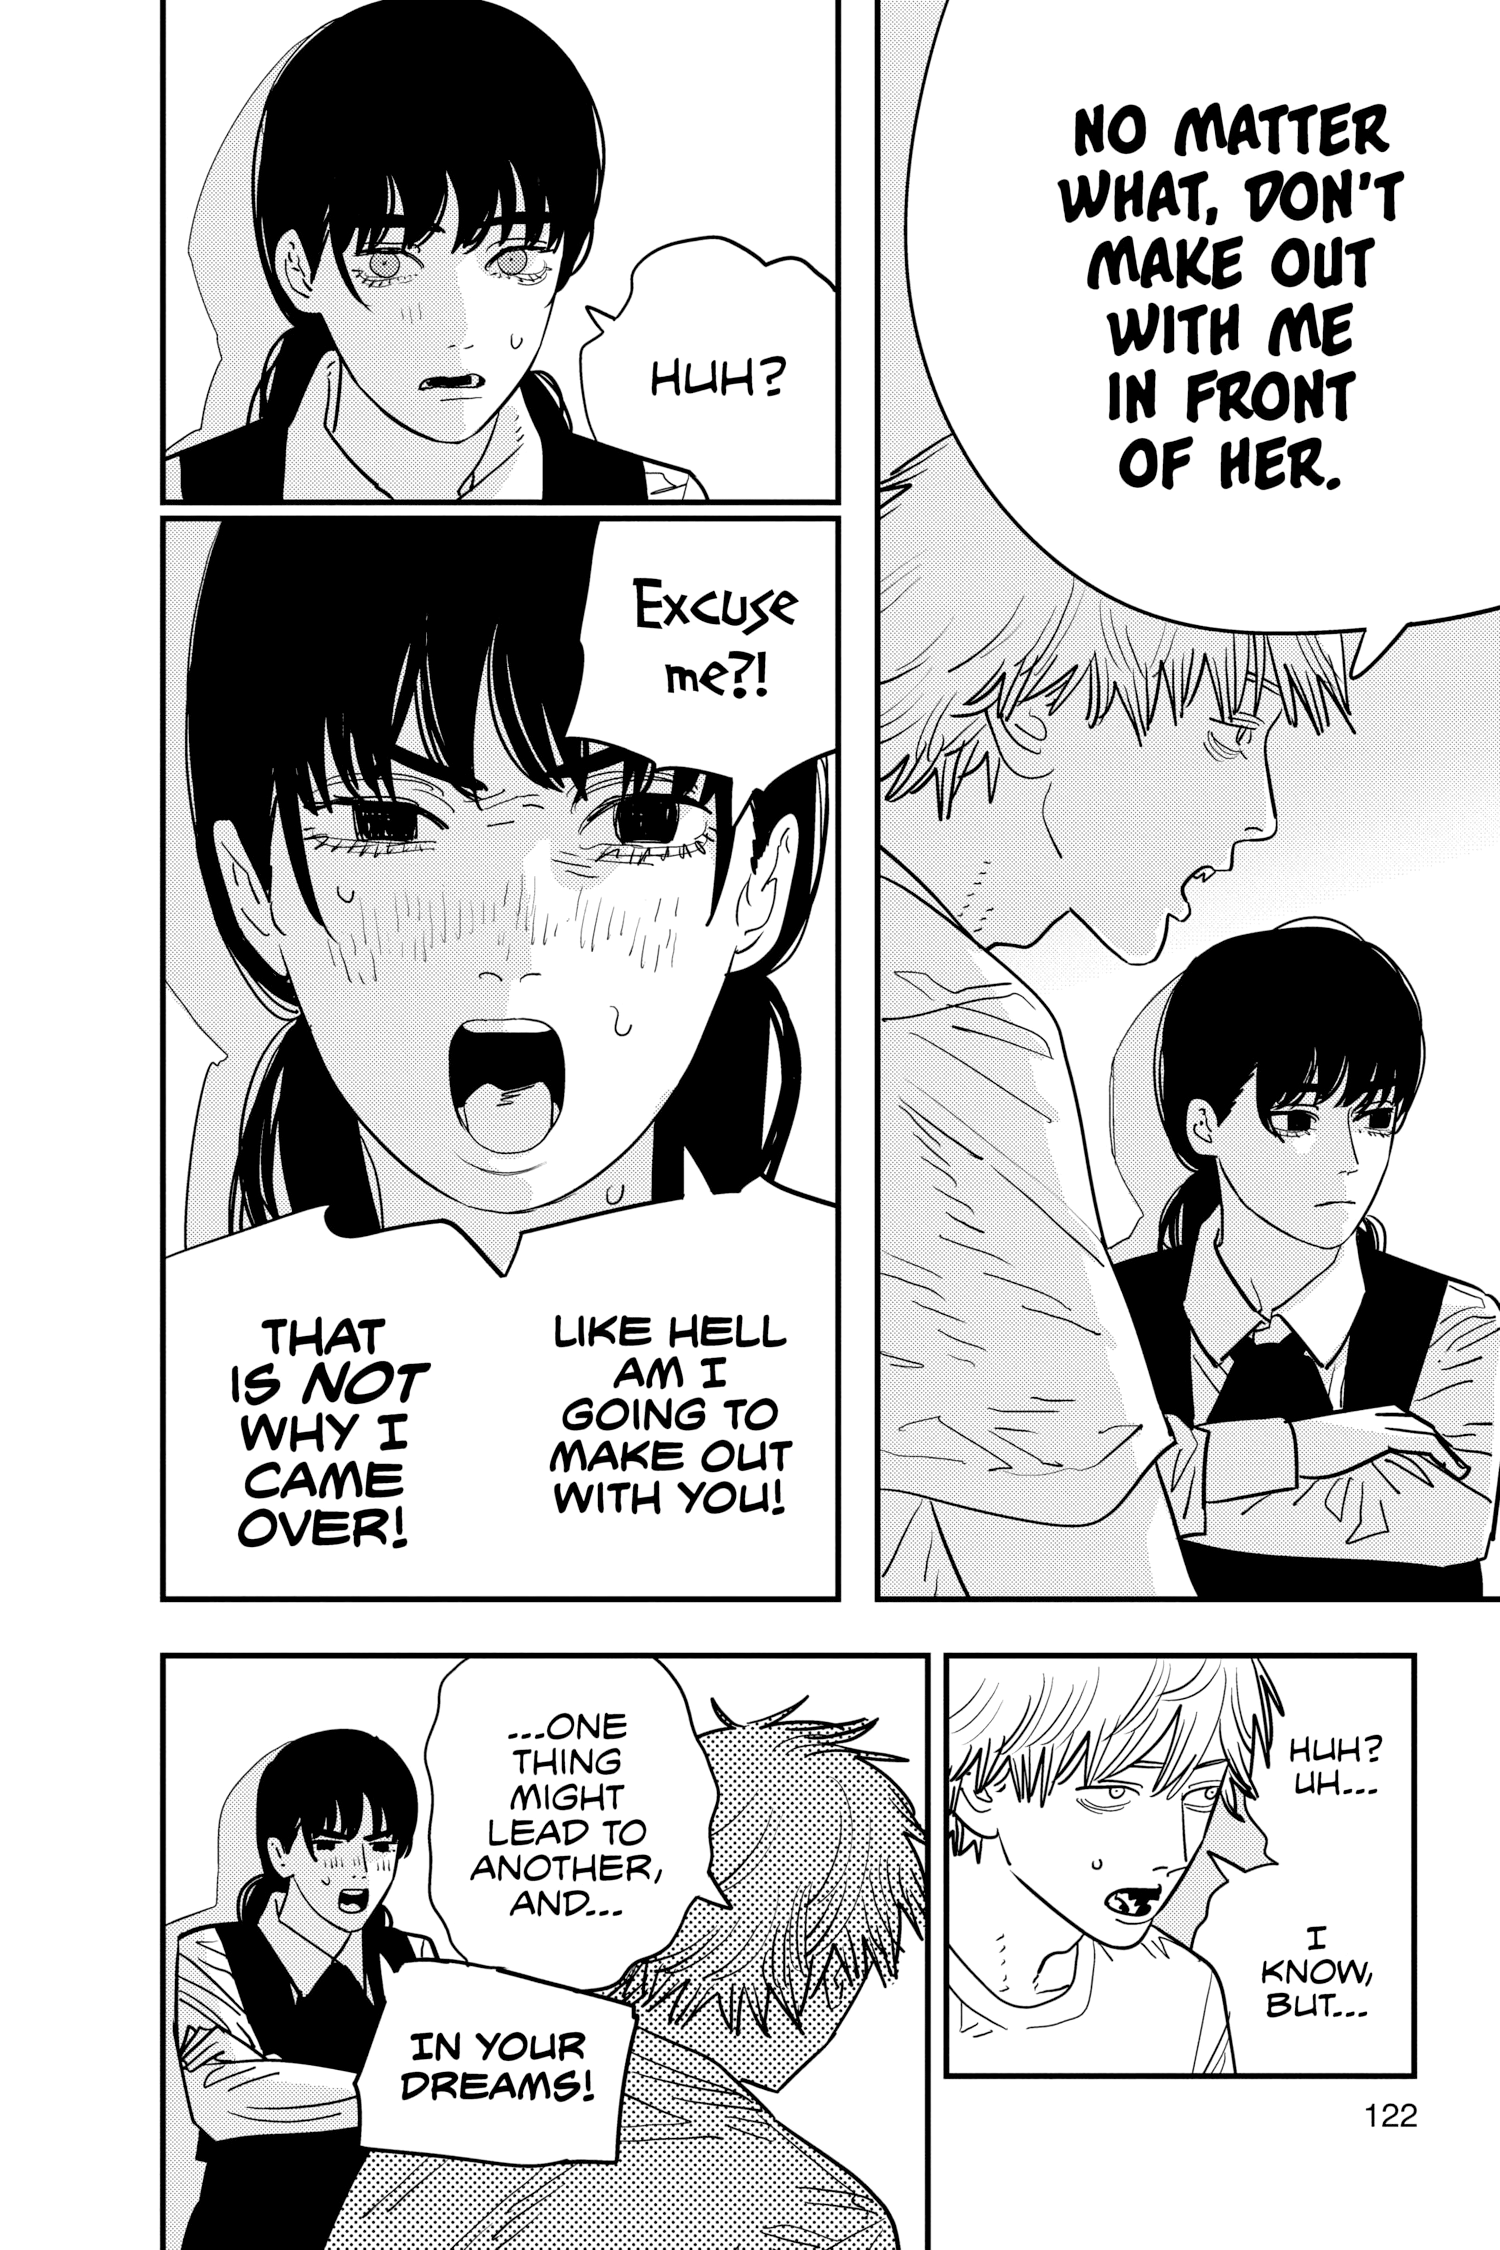 NO MATTER
WHAT, DON'T
MAKE OUT
WITH ME
IN FRONT
OF HER.
HUH?
Excuse
me?!
LIKE HELL
AM I
GOING TO
MAKE OUT
WITH YOU!
THAT
IS NOT
WHY I
CAME
OVER!
HUH?
UH...
I
KNOW,
BUT...
...ONE
THING
MIGHT
LEAD TO
ANOTHER,
AND...
IN YOUR
DREAMS!
122